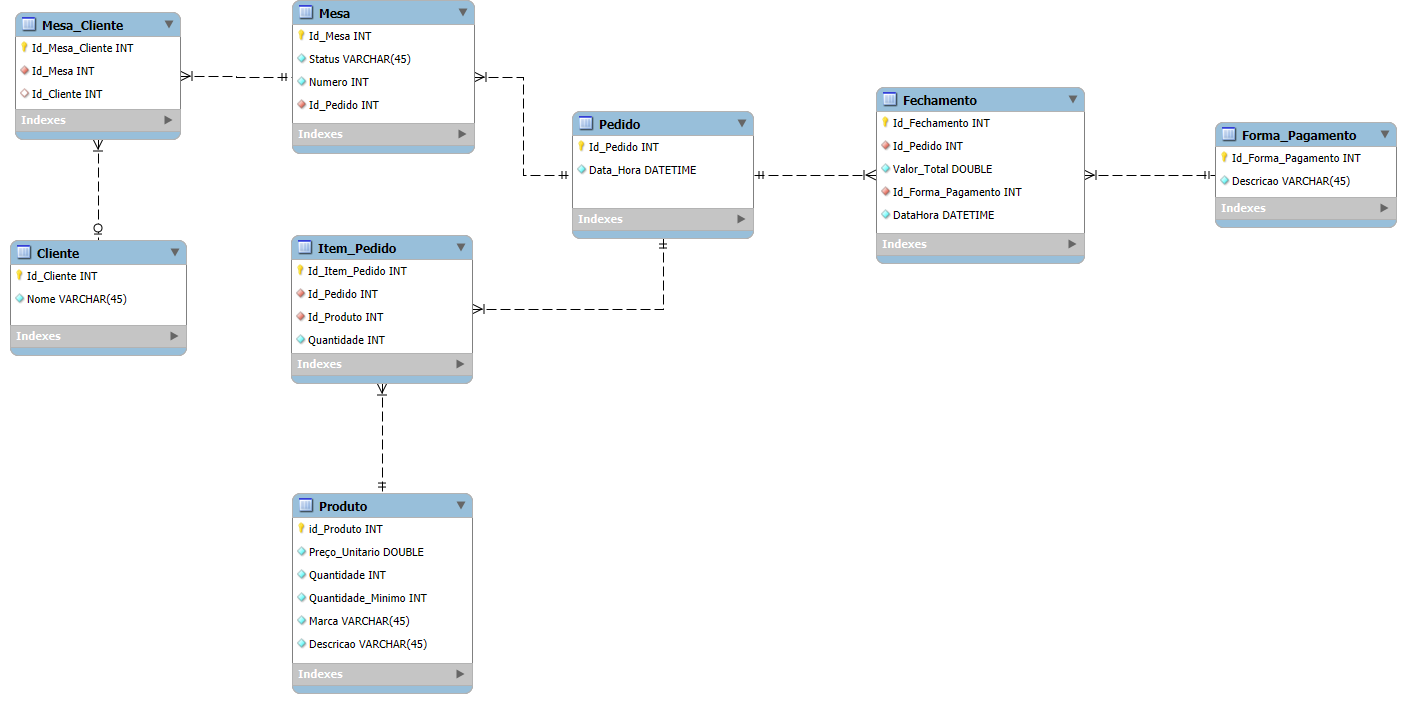 Mesa_Cliente
Id_Mesa_Cliente INT
Id_Mesa INT
Id_Cliente INT
Indexes
Mesa
Id_Mesa INT
Status VARCHAR(45)
Numero INT
Id_Pedido INT
Indexes
Pedido
Id_Pedido INT
Data_Hora DATETIME
Indexes
Fechamento
Id_Fechamento INT
Id_Pedido INT
Valor_Total DOUBLE
Id_Forma_Pagamento INT
DataHora DATETIME
Indexes
Forma_Pagamento
Id_Forma_Pagamento INT
Descricao VARCHAR(45)
Indexes
Cliente
Id_Cliente INT
Nome VARCHAR(45)
Indexes
Item_Pedido
Id_Item_Pedido INT
Id_Pedido INT
Id_Produto INT
Quantidade INT
Indexes
Produto
id_Produto INT
Preço_Unitario DOUBLE
Quantidade INT
Quantidade_Minimo INT
Marca VARCHAR(45)
Descricao VARCHAR(45)
Indexes